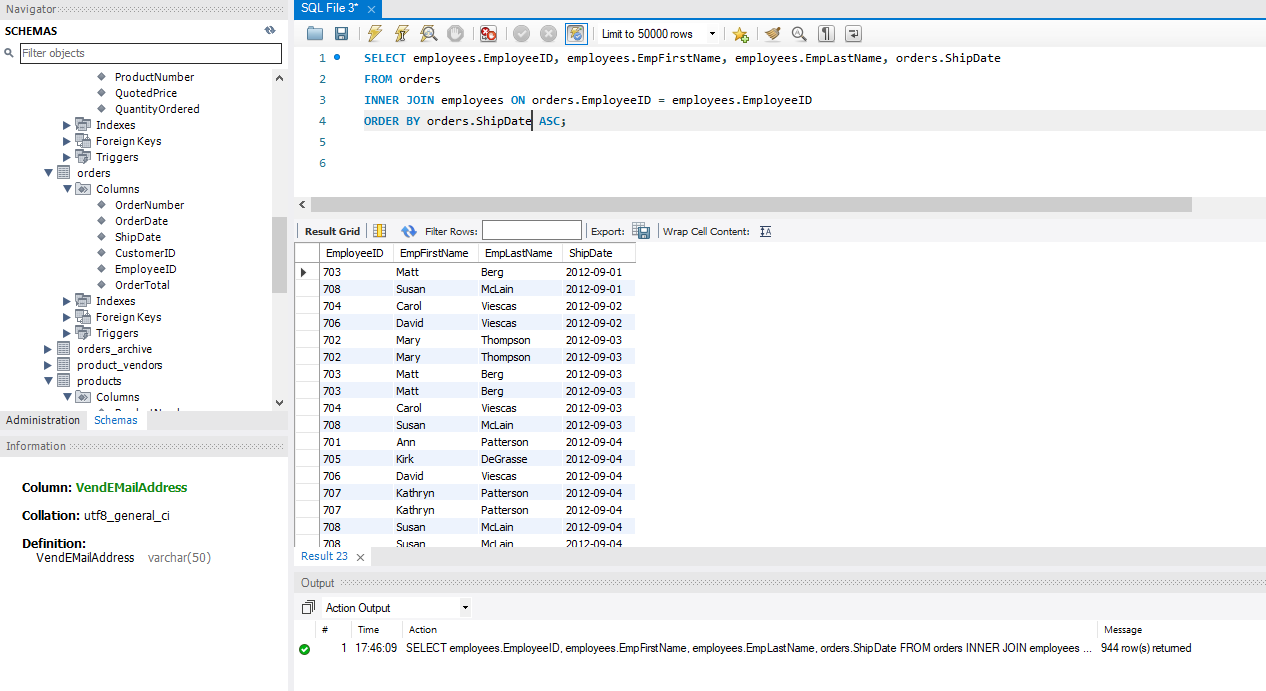 Navigator
SCHEMAS
Filter objects
ProductNumber
QuotedPrice
QuantityOrdered
Indexes
Foreign Keys
Triggers
orders
Columns
OrderNumber
OrderDate
ShipDate
CustomerID
EmployeeID
OrderTotal
Indexes
Foreign Keys
Triggers
orders_archive
product_vendors
products
Columns
Administration Schemas
Information
Column: VendEMailAddress
Collation: utf8_general_ci
Definition:
VendEMailAddress varchar(50)
SQL File 3*
Limit to 50000 rows
1 SELECT employees.EmployeeID, employees.EmpFirstName, employees.EmpLastName, orders.ShipDate
2 FROM orders
3 INNER JOIN employees ON orders.EmployeeID = employees.EmployeeID
4 ORDER BY orders.ShipDate ASC;
5
6
Result Grid Filter Rows: Export: Wrap Cell Content:
EmployeeID EmpFirstName EmpLastName ShipDate
703 Matt Berg 2012-09-01
708 Susan McLain 2012-09-01
704 Carol Viescas 2012-09-02
706 David Viescas 2012-09-02
702 Mary Thompson 2012-09-03
702 Mary Thompson 2012-09-03
703 Matt Berg 2012-09-03
703 Matt Berg 2012-09-03
704 Carol Viescas 2012-09-03
708 Susan McLain 2012-09-03
701 Ann Patterson 2012-09-04
705 Kirk DeGrasse 2012-09-04
706 David Viescas 2012-09-04
707 Kathryn Patterson 2012-09-04
707 Kathryn Patterson 2012-09-04
708 Susan McLain 2012-09-04
708 Susan McLain 2012-09-04
Result 23
Output
Action Output
# Time Action Message
1 17:46:09 SELECT employees.EmployeeID, employees.EmpFirstName, employees.EmpLastName, orders.ShipDate FROM orders INNER JOIN employees ... 944 row(s) returned